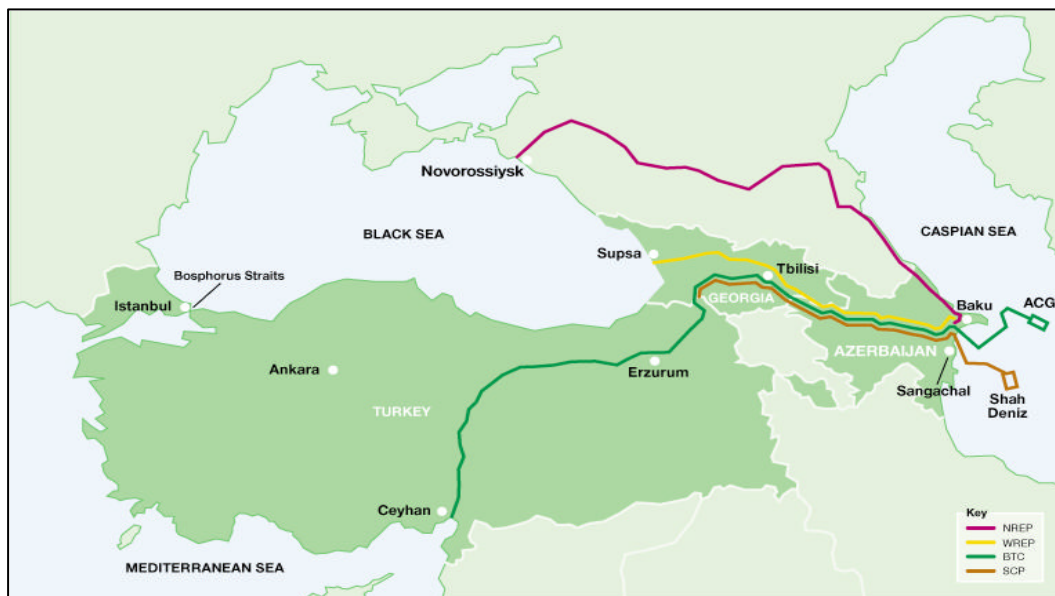 Novorossiysk
BLACK SEA
CASPIAN SEA
Supsa
Tbilisi
Bosphorus Straits
Istanbul
GEORGIA
Baku
ACG
AZERBAIJAN
Ankara
Erzurum
Sangachal
Shah
Deniz
TURKEY
Ceyhan
MEDITERRANEAN SEA
Key
NREP
WREP
BTC
SCP